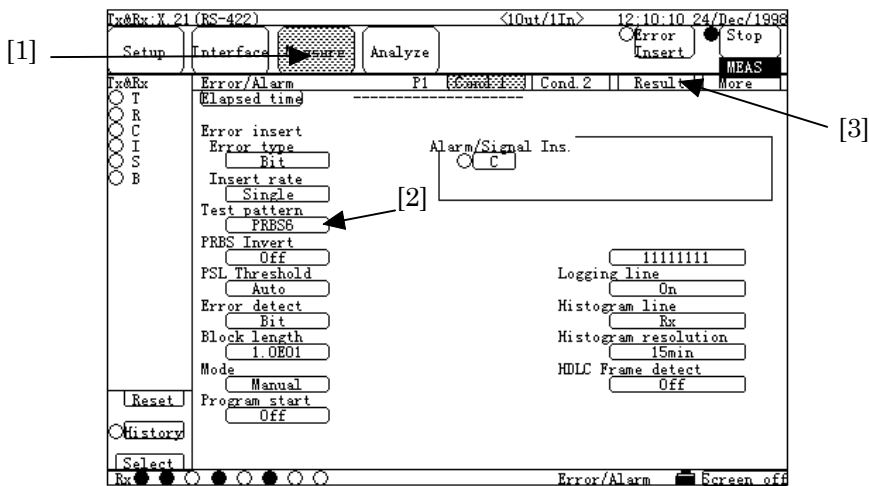 Tx&Rx:X.21(RS-422) <1Out/1In> 12:10:10 24/Dec/1998
[1] Setup Interface Measure Analyze Error Insert Stop
MEAS
Tx&Rx Error/Alarm P1 Cond.1 Cond.2 Result More
T Elapsed time --------------------
R
C Error insert
I Error type Alarm/Signal Ins.
S Bit C
B Insert rate
Single
[2]
[3]
Test pattern
PRBS6
PRBS Invert
Off 11111111
PSL Threshold Logging line
Auto On
Error detect Histogram line
Bit Rx
Block length Histogram resolution
1.0E01 15min
Mode HDLC Frame detect
Manual Off
Reset Program start
Off
History
Select
Rx Error/Alarm Screen off